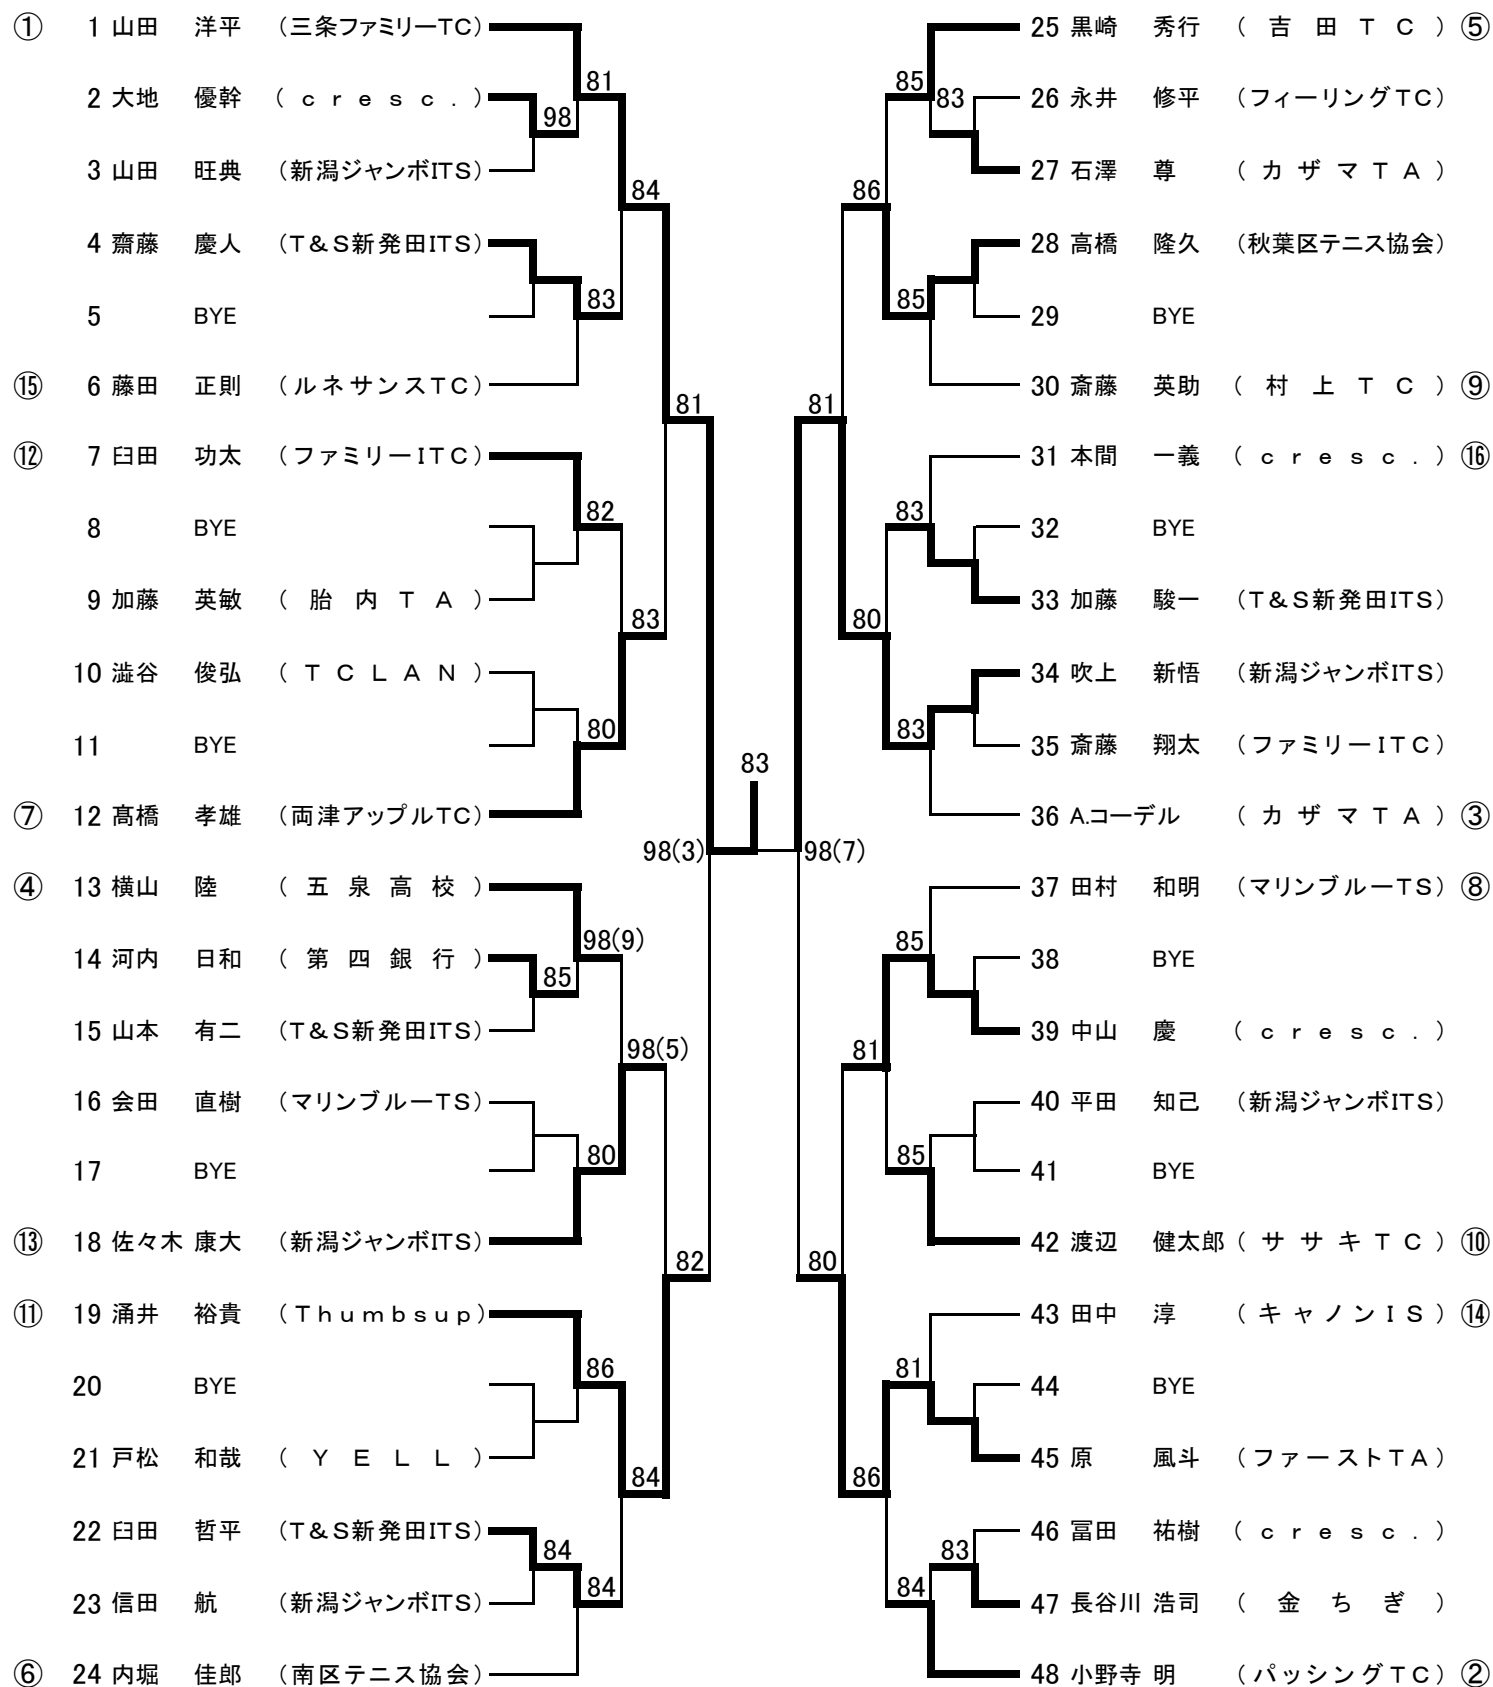 ① 1 山田 洋平 (三条ファミリーTC)
81
2 大地 優幹 (cresc.)
98
3 山田 旺典 (新潟ジャンボITS)
84
4 齋藤 慶人 (T&S新発田ITS)
83
5 BYE
⑮ 6 藤田 正則 (ルネサンスTC)
81
⑫ 7 臼田 功太 (ファミリーITC)
82
8 BYE
9 加藤 英敏 (胎内TA)
83
10 澁谷 俊弘 (TCLAN)
80
11 BYE
⑦ 12 髙橋 孝雄 (両津アップルTC)
98(3)
④ 13 横山 陸 (五泉高校)
98(9)
14 河内 日和 (第四銀行)
85
15 山本 有二 (T&S新発田ITS)
98(5)
16 会田 直樹 (マリンブルーTS)
80
17 BYE
⑬ 18 佐々木 康大 (新潟ジャンボITS)
82
⑪ 19 涌井 裕貴 (Thumbsup)
86
20 BYE
21 戸松 和哉 (YELL)
84
22 臼田 哲平 (T&S新発田ITS)
84
23 信田 航 (新潟ジャンボITS)
84
⑥ 24 内堀 佳郎 (南区テニス協会)
83
25 黒崎 秀行 (吉田TC) ⑤
85
83
26 永井 修平 (フィーリングTC)
27 石澤 尊 (カザマTA)
86
28 高橋 隆久 (秋葉区テニス協会)
85
29 BYE
30 斎藤 英助 (村上TC) ⑨
81
31 本間 一義 (cresc.) ⑯
83
32 BYE
33 加藤 駿一 (T&S新発田ITS)
80
34 吹上 新悟 (新潟ジャンボITS)
83
35 斎藤 翔太 (ファミリーITC)
36 A.コーデル (カザマTA) ③
98(7)
37 田村 和明 (マリンブルーTS) ⑧
85
38 BYE
39 中山 慶 (cresc.)
81
40 平田 知己 (新潟ジャンボITS)
85
41 BYE
42 渡辺 健太郎 (ササキTC) ⑩
80
43 田中 淳 (キャノンIS) ⑭
81
44 BYE
45 原 風斗 (ファーストTA)
86
46 冨田 祐樹 (cresc.)
83
84
47 長谷川 浩司 (金ちぎ)
48 小野寺 明 (パッシングTC) ②